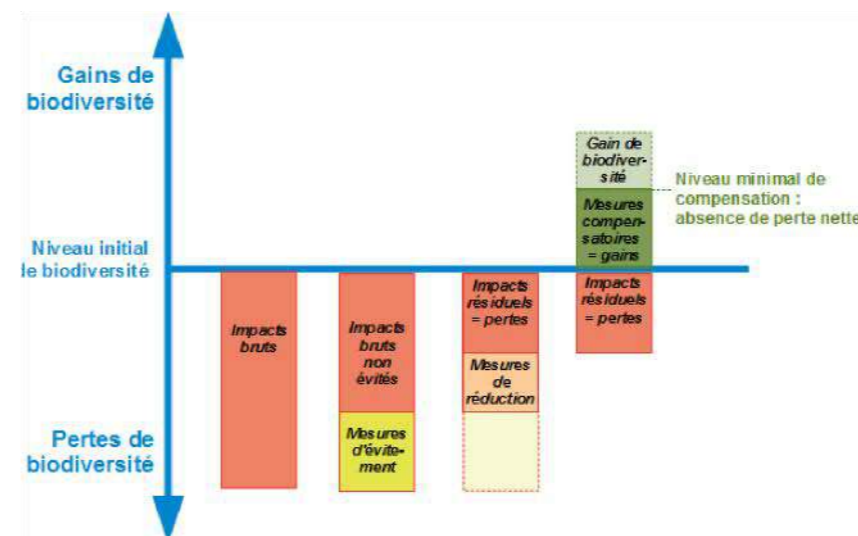 Gains de
biodiversité
Gain de
biodiver-
sité
Niveau minimal de
compensation :
absence de perte nette
Mesures
compen-
satoires
= gains
Niveau initial
de biodiversité
Impacts
bruts
Impacts
bruts
non
évités
Mesures
d'évite-
ment
Impacts
résiduels
= pertes
Mesures
de
réduction
Impacts
résiduels
= pertes
Pertes de
biodiversité